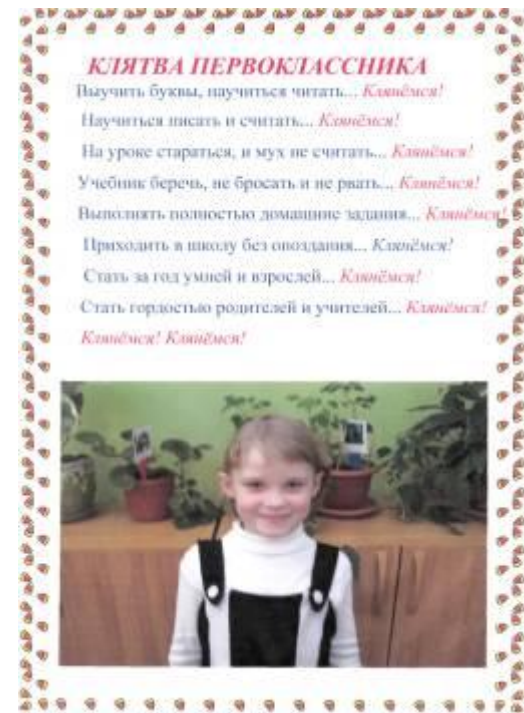 КЛЯТВА ПЕРВОКЛАССНИКА
Выучить буквы, научиться читать... Клянёмся!
Научиться писать и считать... Клянёмся!
На уроке стараться, и мух не считать... Клянёмся!
Учебник беречь, не бросать и не рвать... Клянёмся!
Выполнять полностью домашние задания... Клянёмся!
Приходить в школу без опоздания... Клянёмся!
Стать за год умней и взрослей... Клянёмся!
Стать гордостью родителей и учителей... Клянёмся!
Клянёмся! Клянёмся!